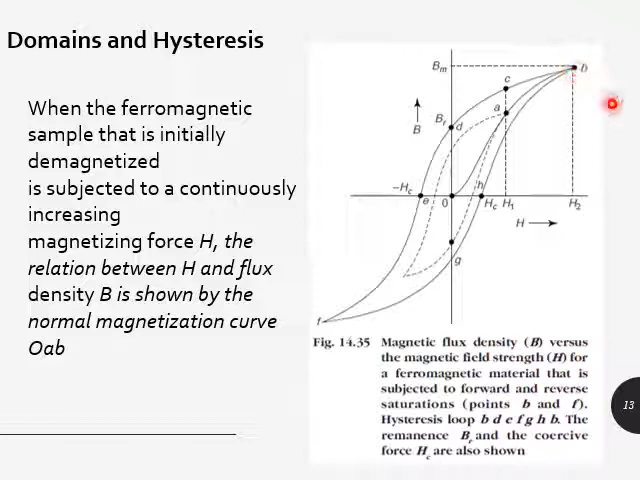 Domains and Hysteresis
When the ferromagnetic
sample that is initially
demagnetized
is subjected to a continuously
increasing
magnetizing force H, the
relation between H and flux
density B is shown by the
normal magnetization curve
Oab
Bm
b
c
a
Br
d
B
−Hc
e
0
h
Hc
H1
H2
H
g
f
Fig. 14.35 Magnetic flux density (B) versus
the magnetic field strength (H) for
a ferromagnetic material that is
subjected to forward and reverse
saturations (points b and f).
Hysteresis loop b d e f g h b. The
remanence Br and the coercive
force Hc are also shown
13